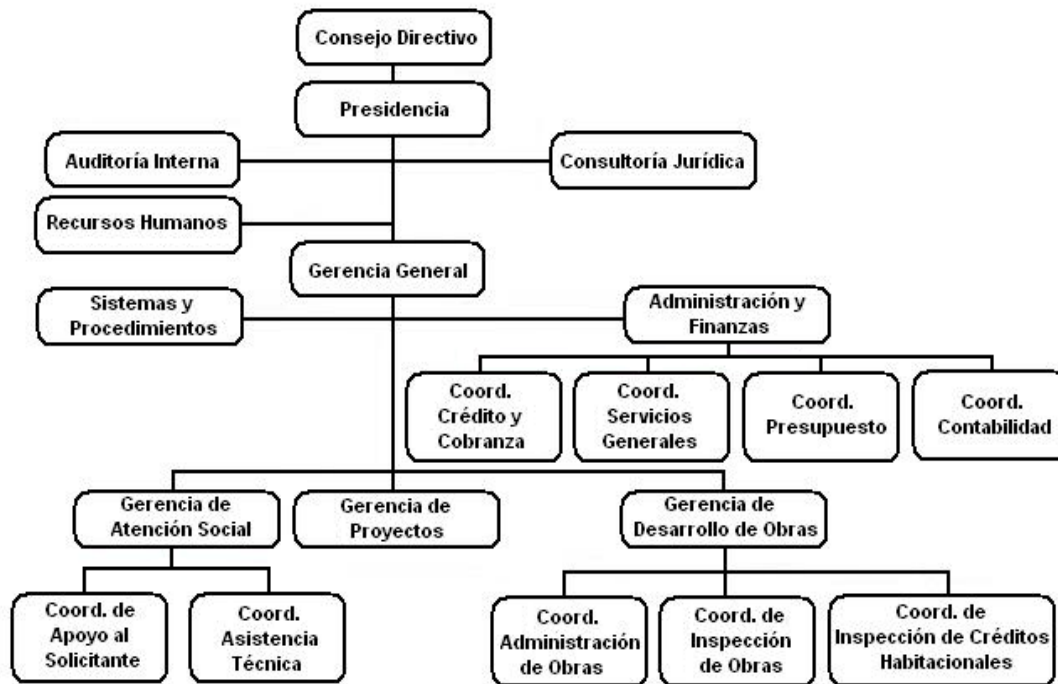 Consejo Directivo
Presidencia
Auditoría Interna
Consultoría Jurídica
Recursos Humanos
Gerencia General
Sistemas y
Procedimientos
Administración y
Finanzas
Coord.
Crédito y
Cobranza
Coord.
Servicios
Generales
Coord.
Presupuesto
Coord.
Contabilidad
Gerencia de
Atención Social
Gerencia de
Proyectos
Gerencia de
Desarrollo de Obras
Coord. de
Apoyo al
Solicitante
Coord.
Asistencia
Técnica
Coord.
Administración
de Obras
Coord. de
Inspección
de Obras
Coord. de
Inspección de Créditos
Habitacionales